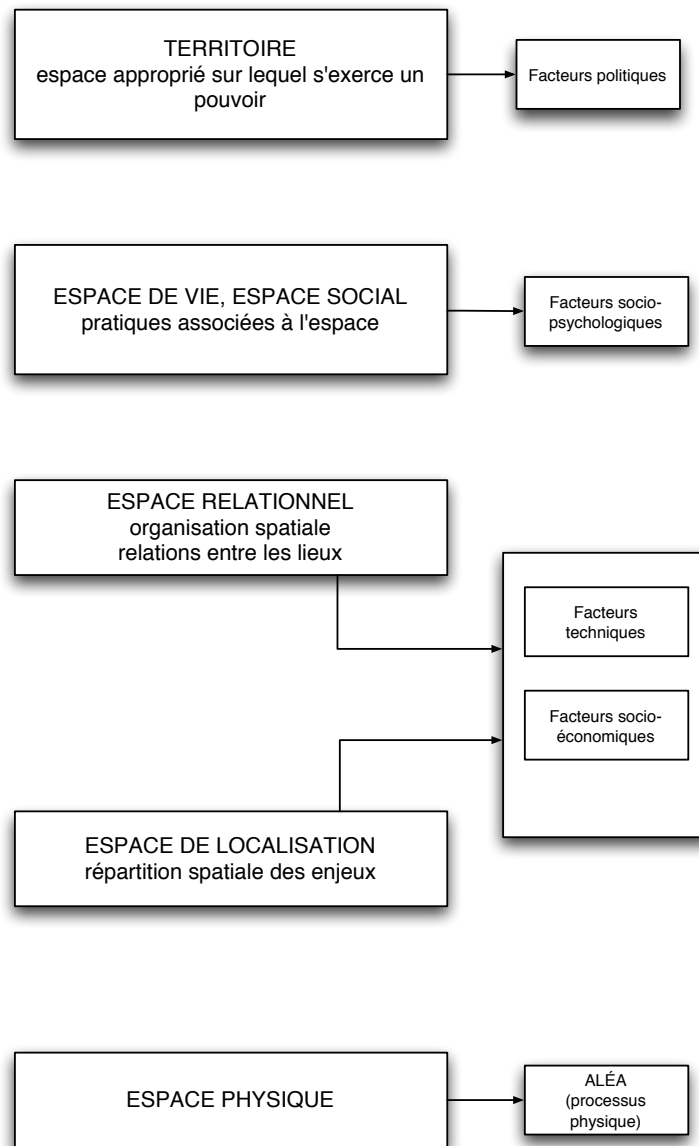 TERRITOIRE
espace approprié sur lequel s'exerce un
pouvoir
Facteurs politiques
ESPACE DE VIE, ESPACE SOCIAL
pratiques associées à l'espace
Facteurs socio-
psychologiques
ESPACE RELATIONNEL
organisation spatiale
relations entre les lieux
Facteurs
techniques
Facteurs socio-
économiques
ESPACE DE LOCALISATION
répartition spatiale des enjeux
ESPACE PHYSIQUE
ALÉA
(processus
physique)